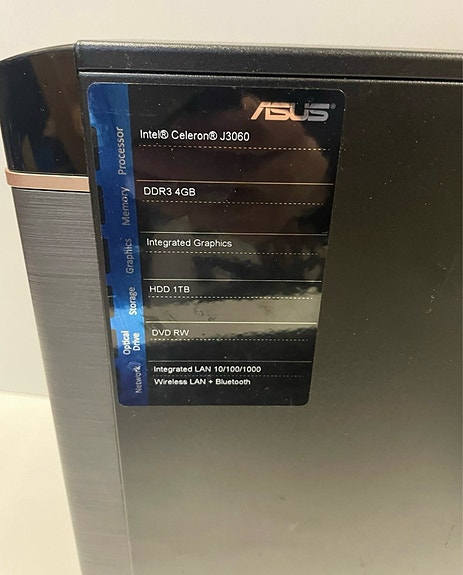 ASUS®
Processor
Intel® Celeron® J3060
Memory
DDR3 4GB
Graphics
Integrated Graphics
Storage
HDD 1TB
Optical
Drive
DVD RW
Network
Integrated LAN 10/100/1000
Wireless LAN + Bluetooth